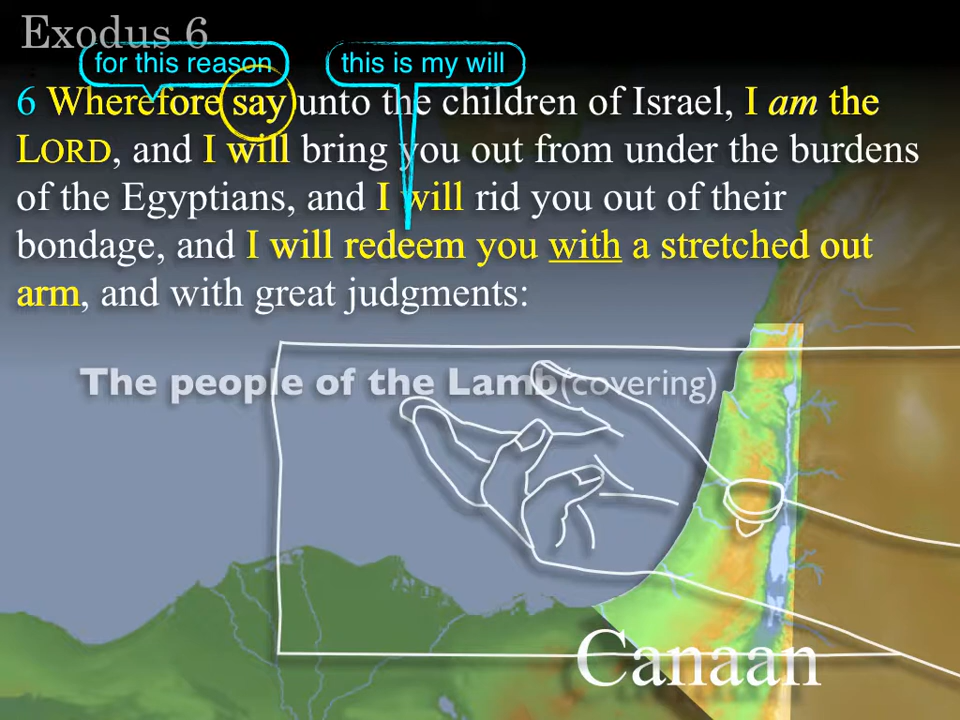 Exodus 6
for this reason this is my will
6 Wherefore say unto the children of Israel, I am the
LORD, and I will bring you out from under the burdens
of the Egyptians, and I will rid you out of their
bondage, and I will redeem you with a stretched out
arm, and with great judgments:
The people of the Lamb(covering)
Canaan